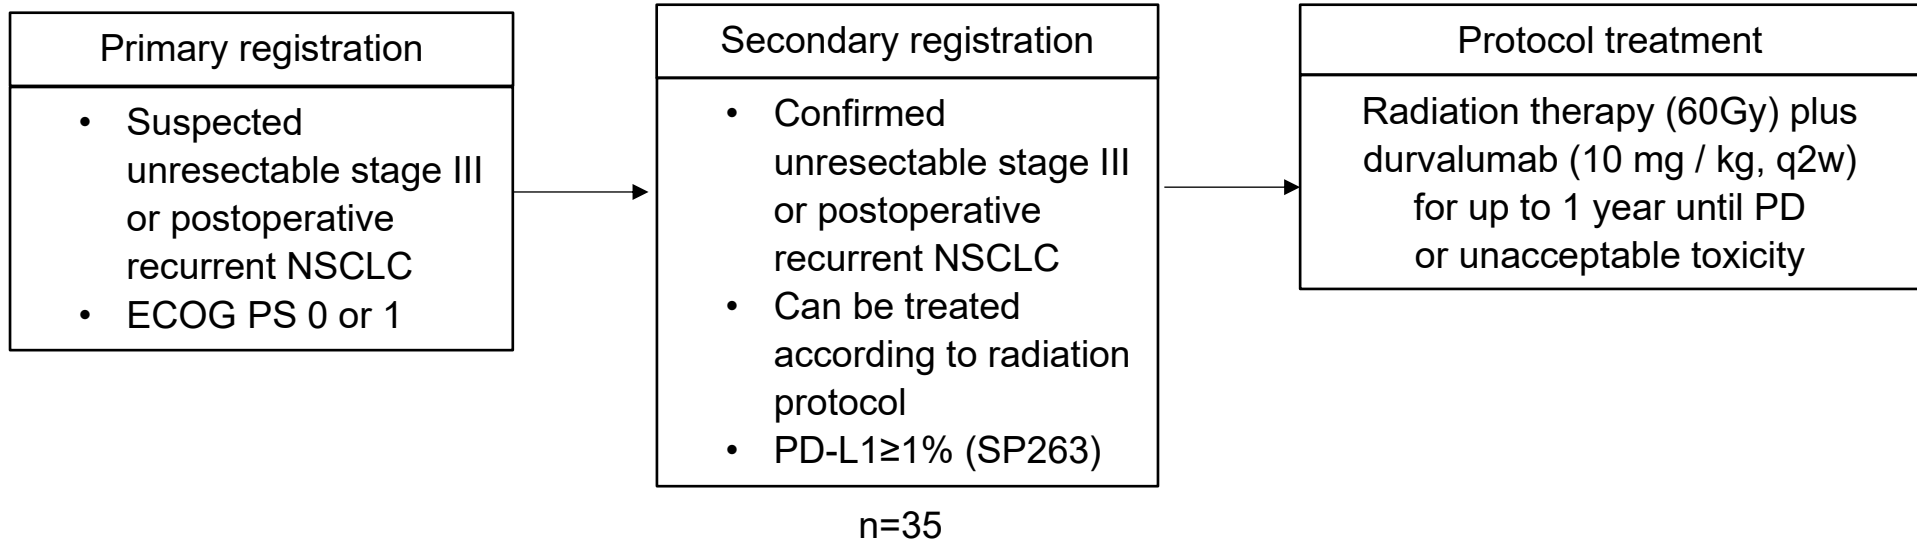 Primary registration
• Suspected
unresectable stage III
or postoperative
recurrent NSCLC
• ECOG PS 0 or 1
Secondary registration
• Confirmed
unresectable stage III
or postoperative
recurrent NSCLC
• Can be treated
according to radiation
protocol
• PD-L1≥1% (SP263)
n=35
Protocol treatment
Radiation therapy (60Gy) plus
durvalumab (10 mg / kg, q2w)
for up to 1 year until PD
or unacceptable toxicity